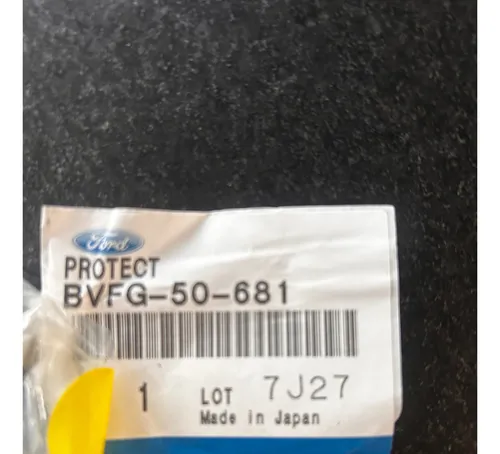 Ford
PROTECT
BVFG-50-681
1 LOT 7J27
Made in Japan